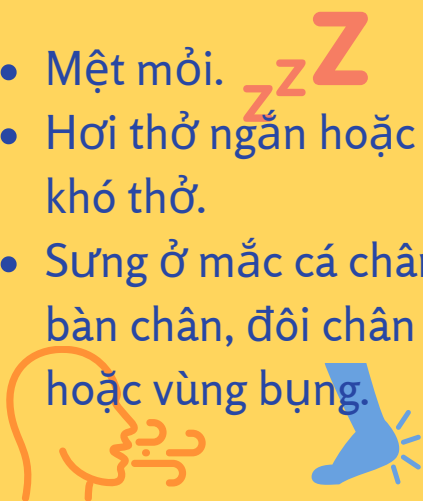 • Mệt mỏi. zzZ
• Hơi thở ngắn hoặc
khó thở.
• Sưng ở mắc cá chân
bàn chân, đôi chân
hoặc vùng bụng.